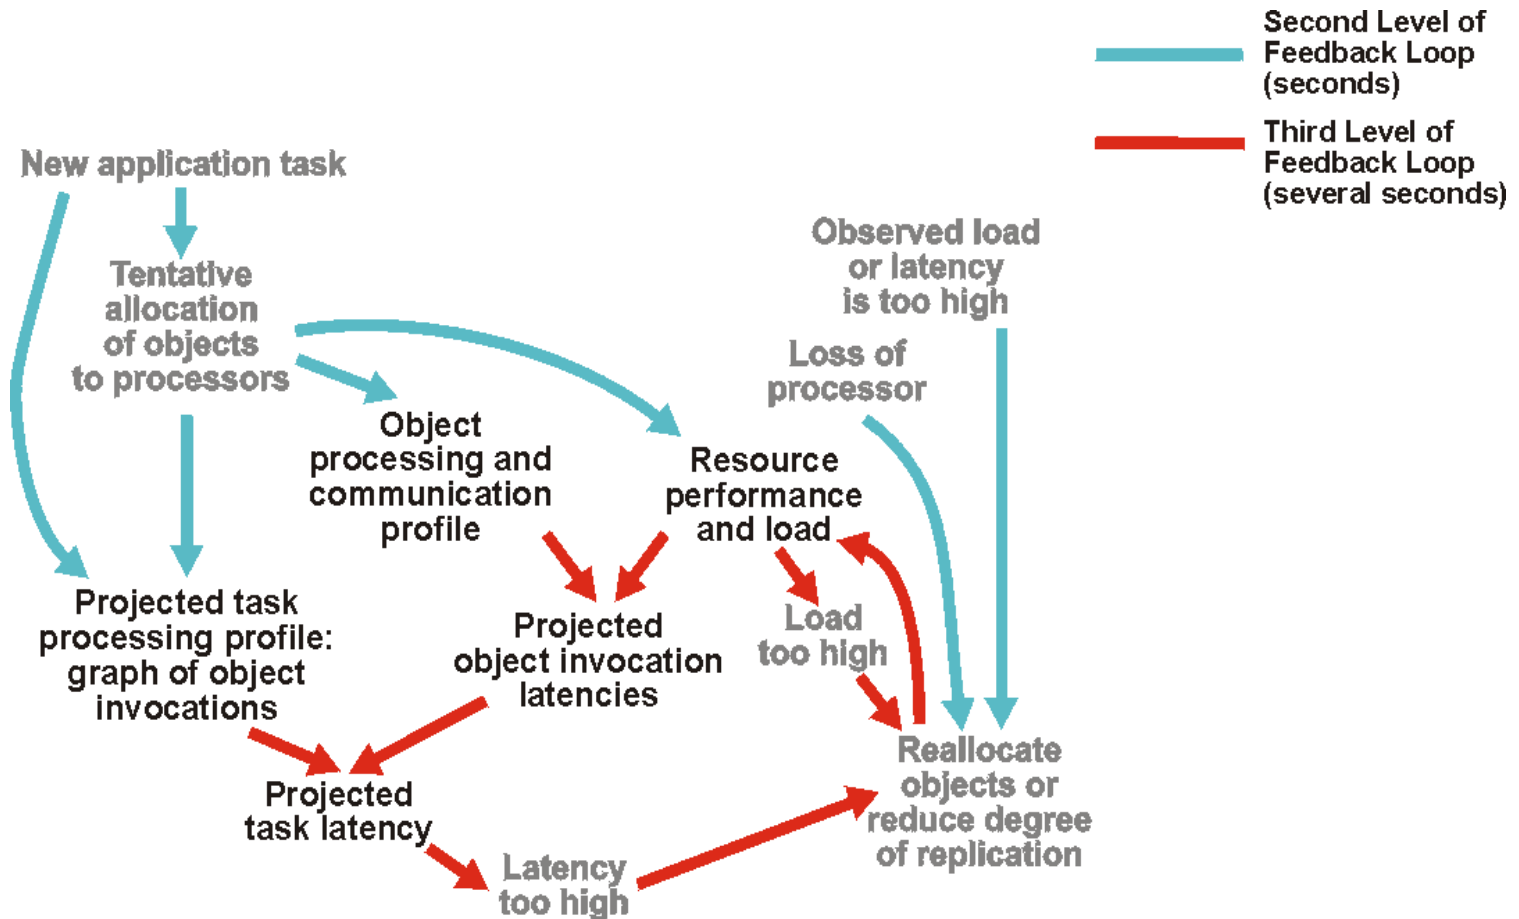 Second Level of
Feedback Loop
(seconds)
Third Level of
Feedback Loop
(several seconds)
New application task
Tentative
allocation
of objects
to processors
Observed load
or latency
is too high
Loss of
processor
Object
processing and
communication
profile
Resource
performance
and load
Projected task
processing profile:
graph of object
invocations
Projected
object invocation
latencies
Load
too high
Reallocate
objects or
reduce degree
of replication
Projected
task latency
Latency
too high